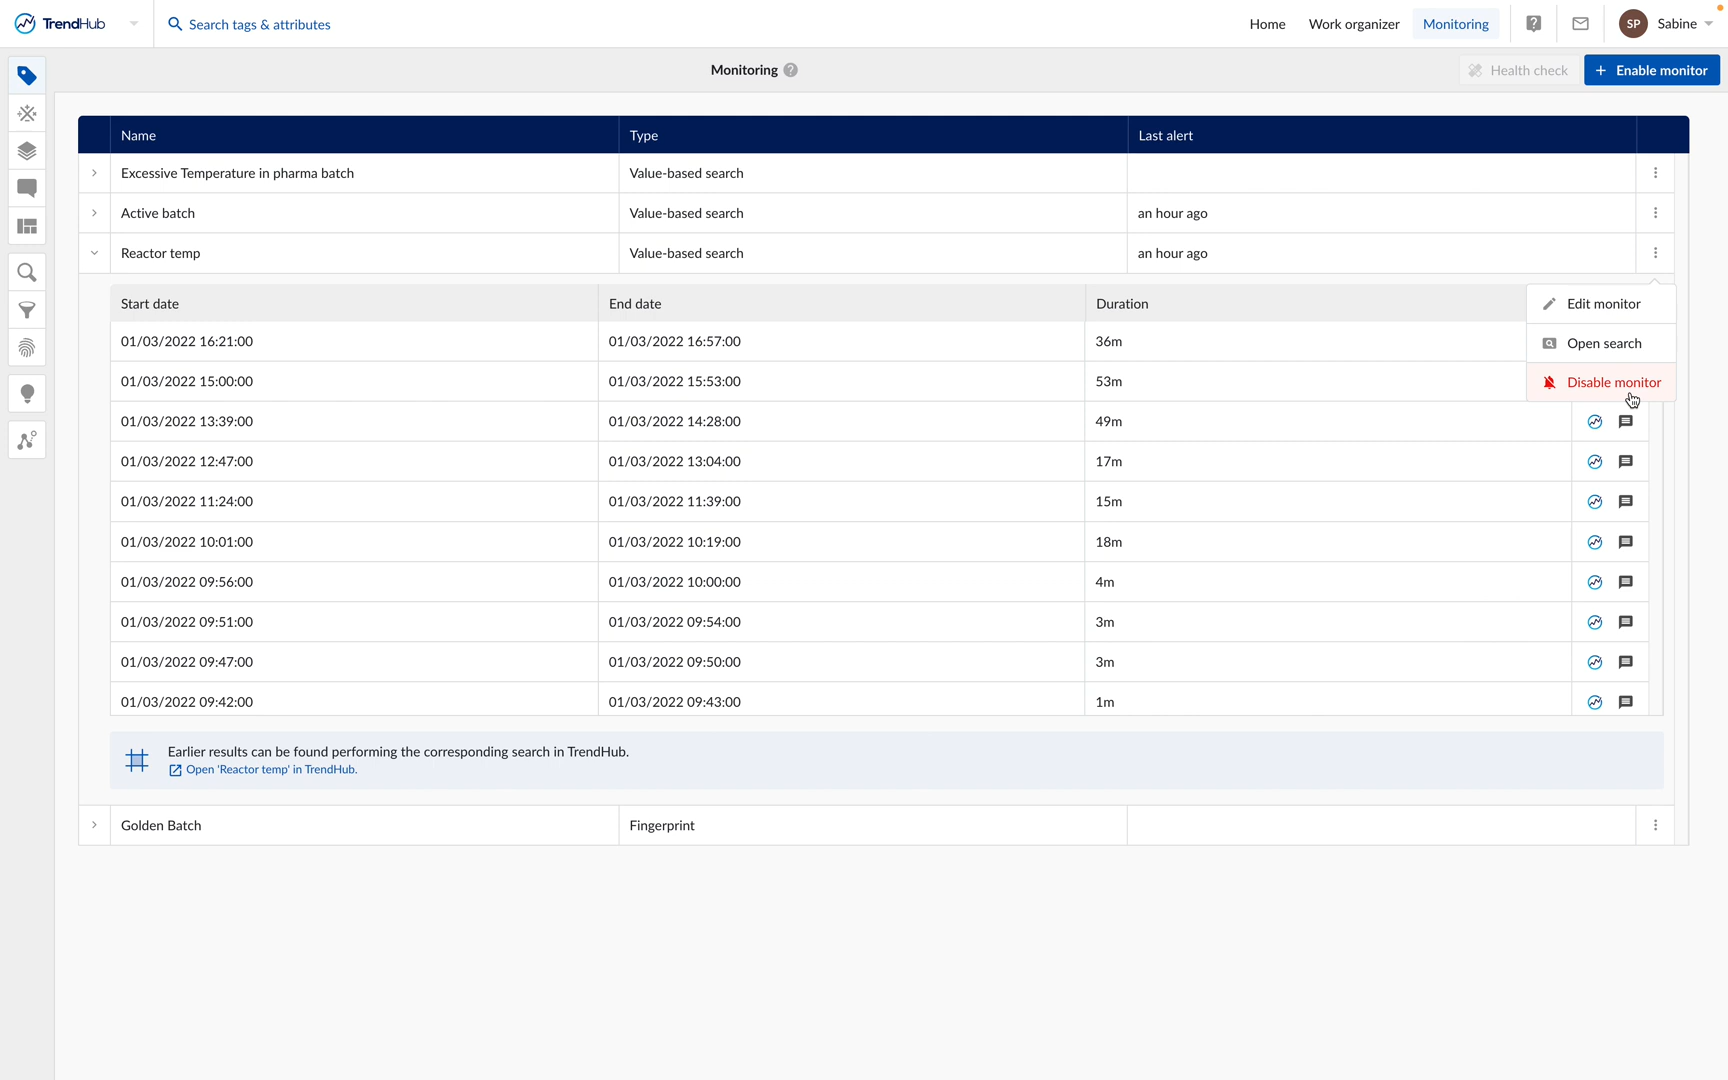 TrendHub
Search tags & attributes
Home
Work organizer
Monitoring
SP
Sabine
Monitoring
Health check
+ Enable monitor
Name
Type
Last alert
Excessive Temperature in pharma batch
Value-based search
Active batch
Value-based search
an hour ago
Reactor temp
Value-based search
an hour ago
Start date
End date
Duration
Edit monitor
01/03/2022 16:21:00
01/03/2022 16:57:00
36m
Open search
01/03/2022 15:00:00
01/03/2022 15:53:00
53m
Disable monitor
01/03/2022 13:39:00
01/03/2022 14:28:00
49m
01/03/2022 12:47:00
01/03/2022 13:04:00
17m
01/03/2022 11:24:00
01/03/2022 11:39:00
15m
01/03/2022 10:01:00
01/03/2022 10:19:00
18m
01/03/2022 09:56:00
01/03/2022 10:00:00
4m
01/03/2022 09:51:00
01/03/2022 09:54:00
3m
01/03/2022 09:47:00
01/03/2022 09:50:00
3m
01/03/2022 09:42:00
01/03/2022 09:43:00
1m
Earlier results can be found performing the corresponding search in TrendHub.
Open 'Reactor temp' in TrendHub.
Golden Batch
Fingerprint